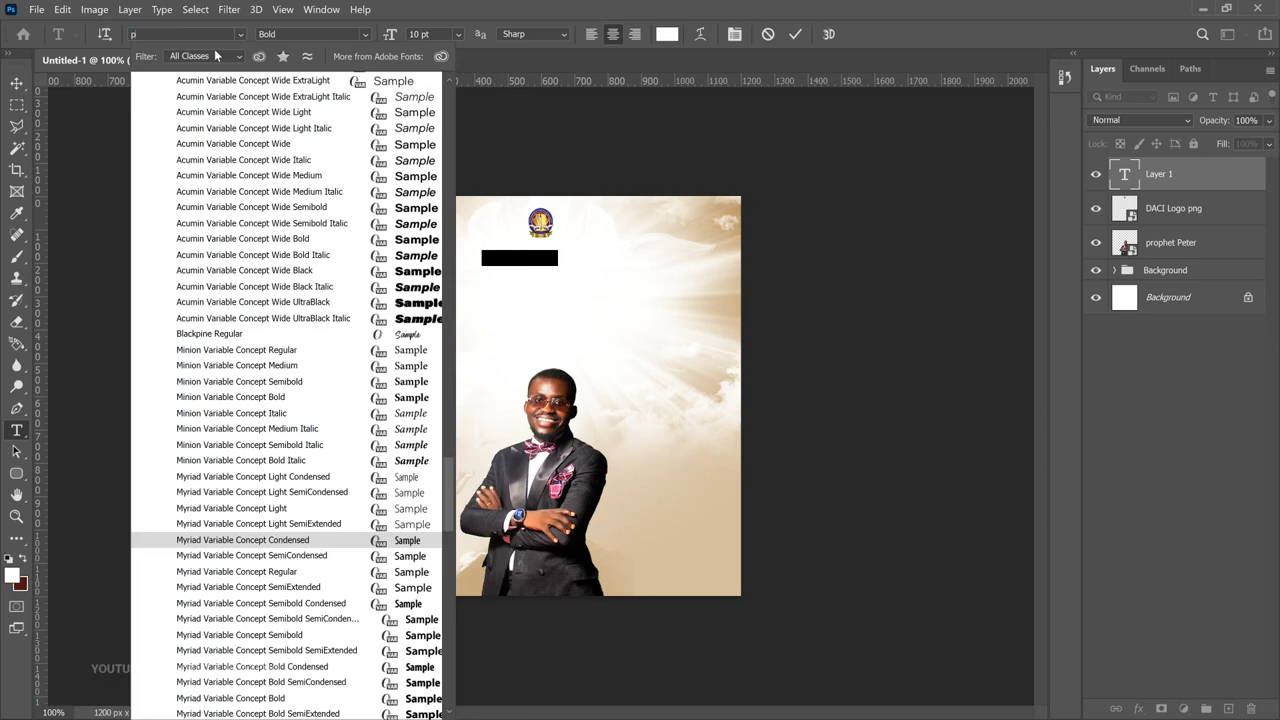 Ps File Edit Image Layer Type Select Filter 3D View Window Help
T p Bold 10 pt Sharp 3D
Untitled-1 @ 100% (
Filter: All Classes More from Adobe Fonts:
800 700 400 500 600 700 800 900 1000 1100 1200 1300 1400 1500 1600 1700 1800 1900 2000
Acumin Variable Concept Wide ExtraLight Sample
Acumin Variable Concept Wide ExtraLight Italic Sample
Acumin Variable Concept Wide Light Sample
Acumin Variable Concept Wide Light Italic Sample
Acumin Variable Concept Wide Sample
Acumin Variable Concept Wide Italic Sample
Acumin Variable Concept Wide Medium Sample
Acumin Variable Concept Wide Medium Italic Sample
Acumin Variable Concept Wide Semibold Sample
Acumin Variable Concept Wide Semibold Italic Sample
Acumin Variable Concept Wide Bold Sample
Acumin Variable Concept Wide Bold Italic Sample
Acumin Variable Concept Wide Black Sample
Acumin Variable Concept Wide Black Italic Sample
Acumin Variable Concept Wide UltraBlack Sample
Acumin Variable Concept Wide UltraBlack Italic Sample
Blackpine Regular Sample
Minion Variable Concept Regular Sample
Minion Variable Concept Medium Sample
Minion Variable Concept Semibold Sample
Minion Variable Concept Bold Sample
Minion Variable Concept Italic Sample
Minion Variable Concept Medium Italic Sample
Minion Variable Concept Semibold Italic Sample
Minion Variable Concept Bold Italic Sample
Myriad Variable Concept Light Condensed Sample
Myriad Variable Concept Light SemiCondensed Sample
Myriad Variable Concept Light Sample
Myriad Variable Concept Light SemiExtended Sample
Myriad Variable Concept Condensed Sample
Myriad Variable Concept SemiCondensed Sample
Myriad Variable Concept Regular Sample
Myriad Variable Concept SemiExtended Sample
Myriad Variable Concept Semibold Condensed Sample
Myriad Variable Concept Semibold SemiConden... Sample
Myriad Variable Concept Semibold Sample
Myriad Variable Concept Semibold SemiExtended Sample
Myriad Variable Concept Bold Condensed Sample
Myriad Variable Concept Bold SemiCondensed Sample
Myriad Variable Concept Bold Sample
Myriad Variable Concept Bold SemiExtended Sample
YOUTU
100% 1200 px x
Layers Channels Paths
Kind
Normal Opacity: 100%
Lock: Fill: 100%
Layer 1
DACI Logo png
prophet Peter
Background
Background